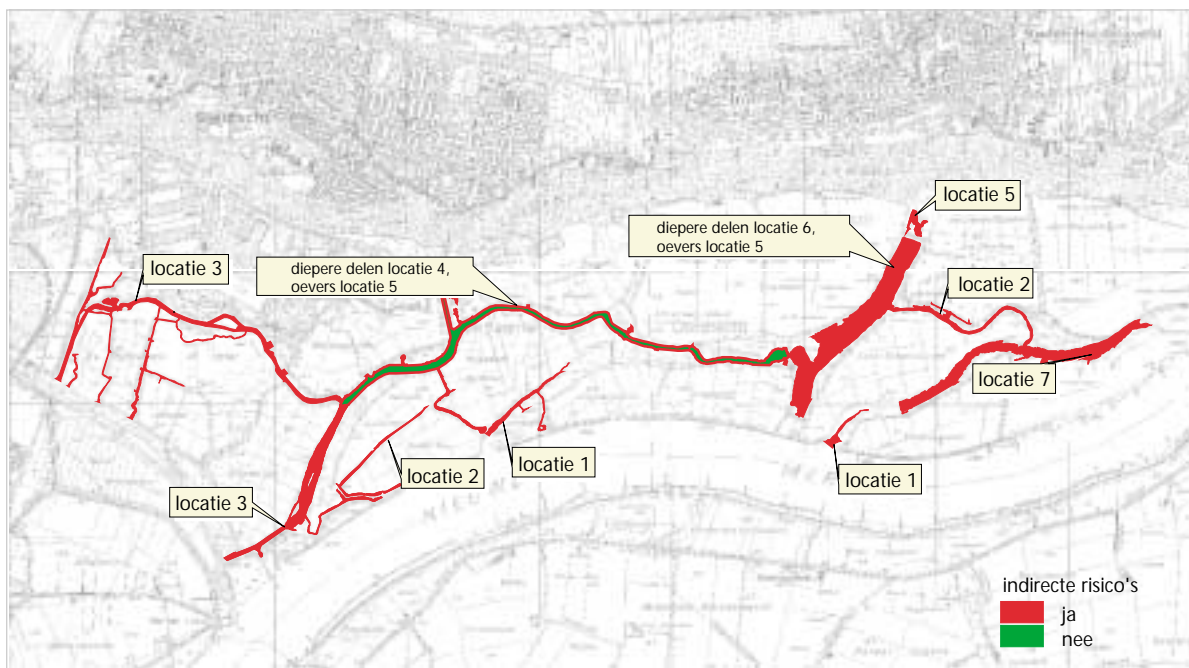 locatie 5
diepere delen locatie 6,
oevers locatie 5
locatie 3
diepere delen locatie 4,
oevers locatie 5
locatie 2
locatie 7
locatie 1
locatie 2
locatie 1
locatie 3
indirecte risico's
ja
nee